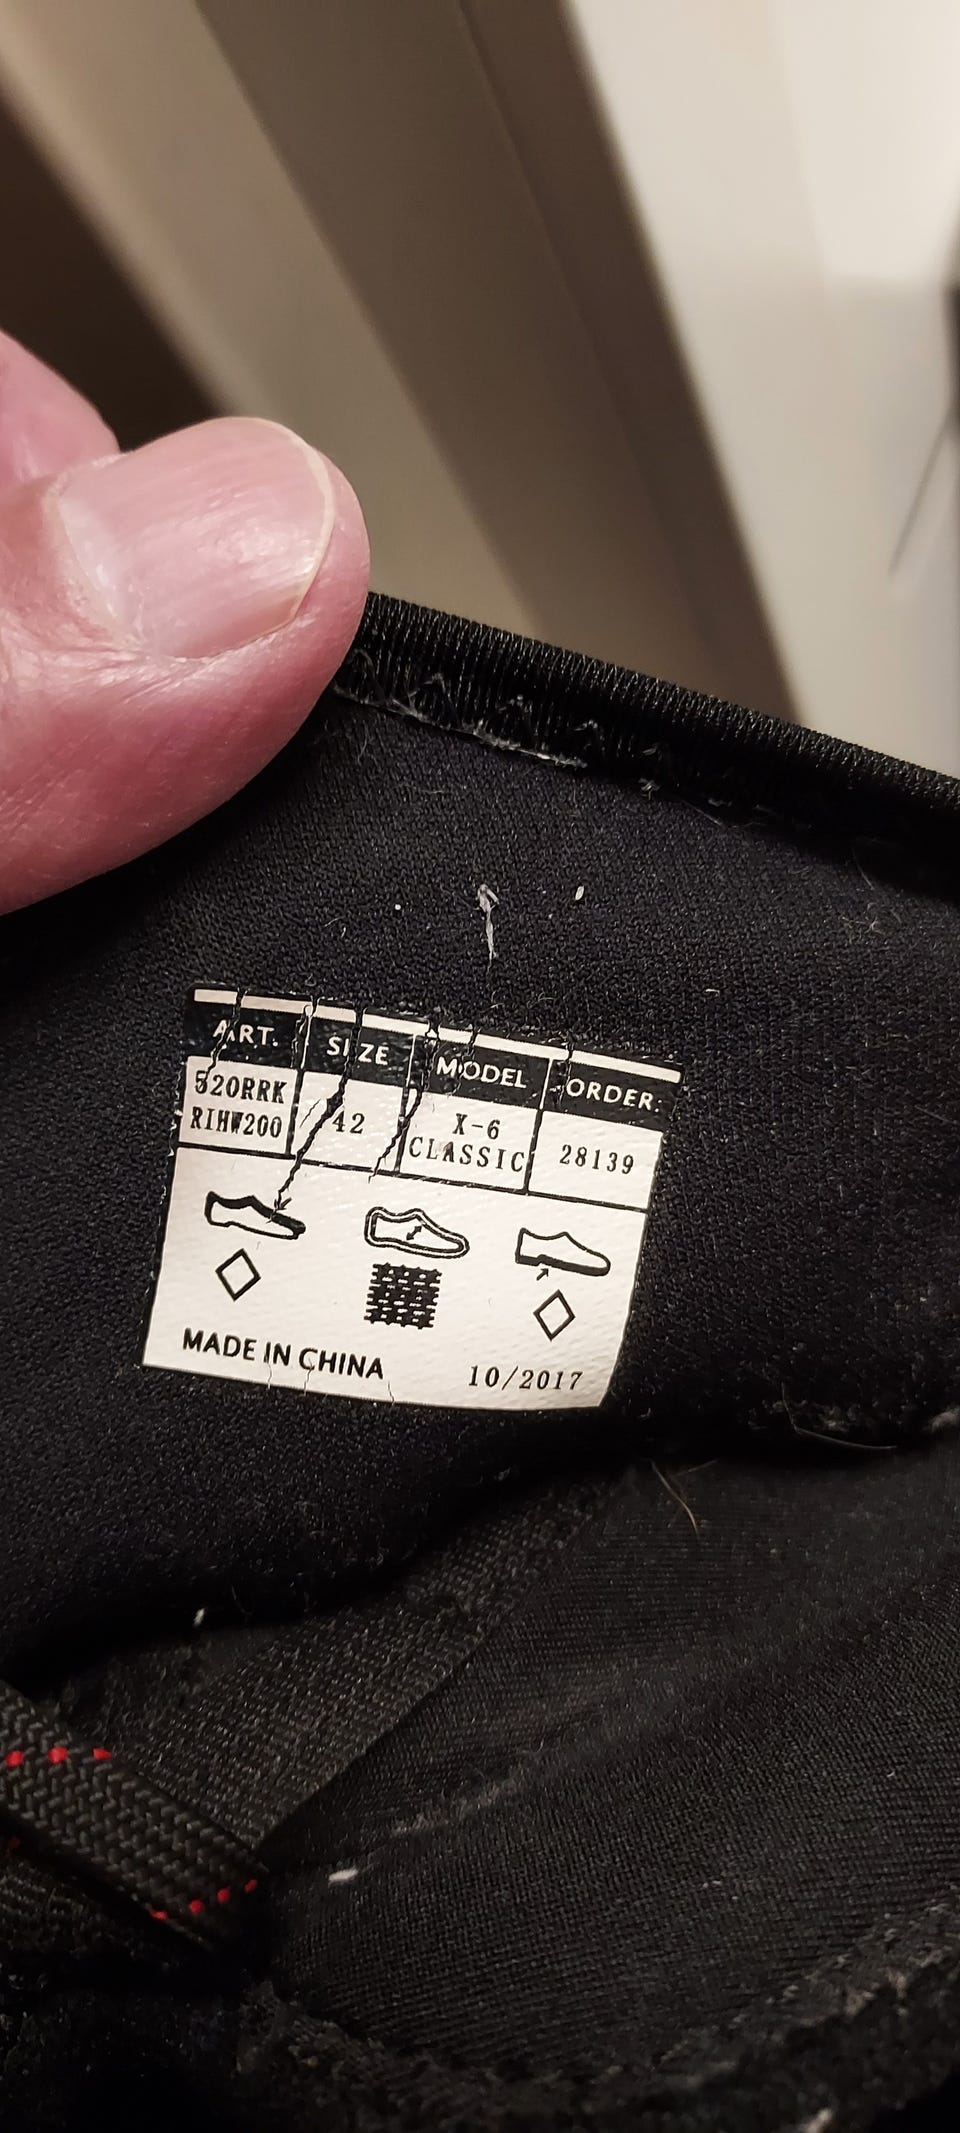 ART. SIZE MODEL ORDER:
520RRK
RIHW200 42 X-6 28139
CLASSIC
MADE IN CHINA 10/2017